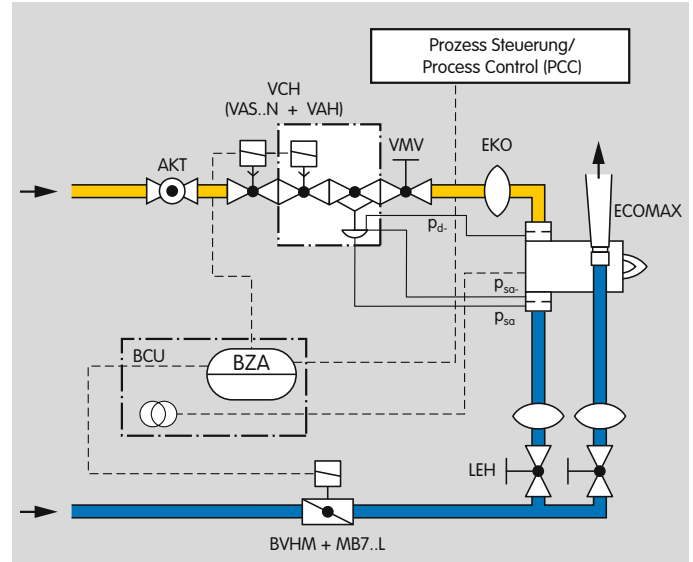 Prozess Steuerung/
Process Control (PCC)
VCH
(VAS..N + VAH)
VMV
EKO
AKT
ECOMAX
pd-
psa-
psa
BCU
BZA
LEH
BVHM + MB7..L